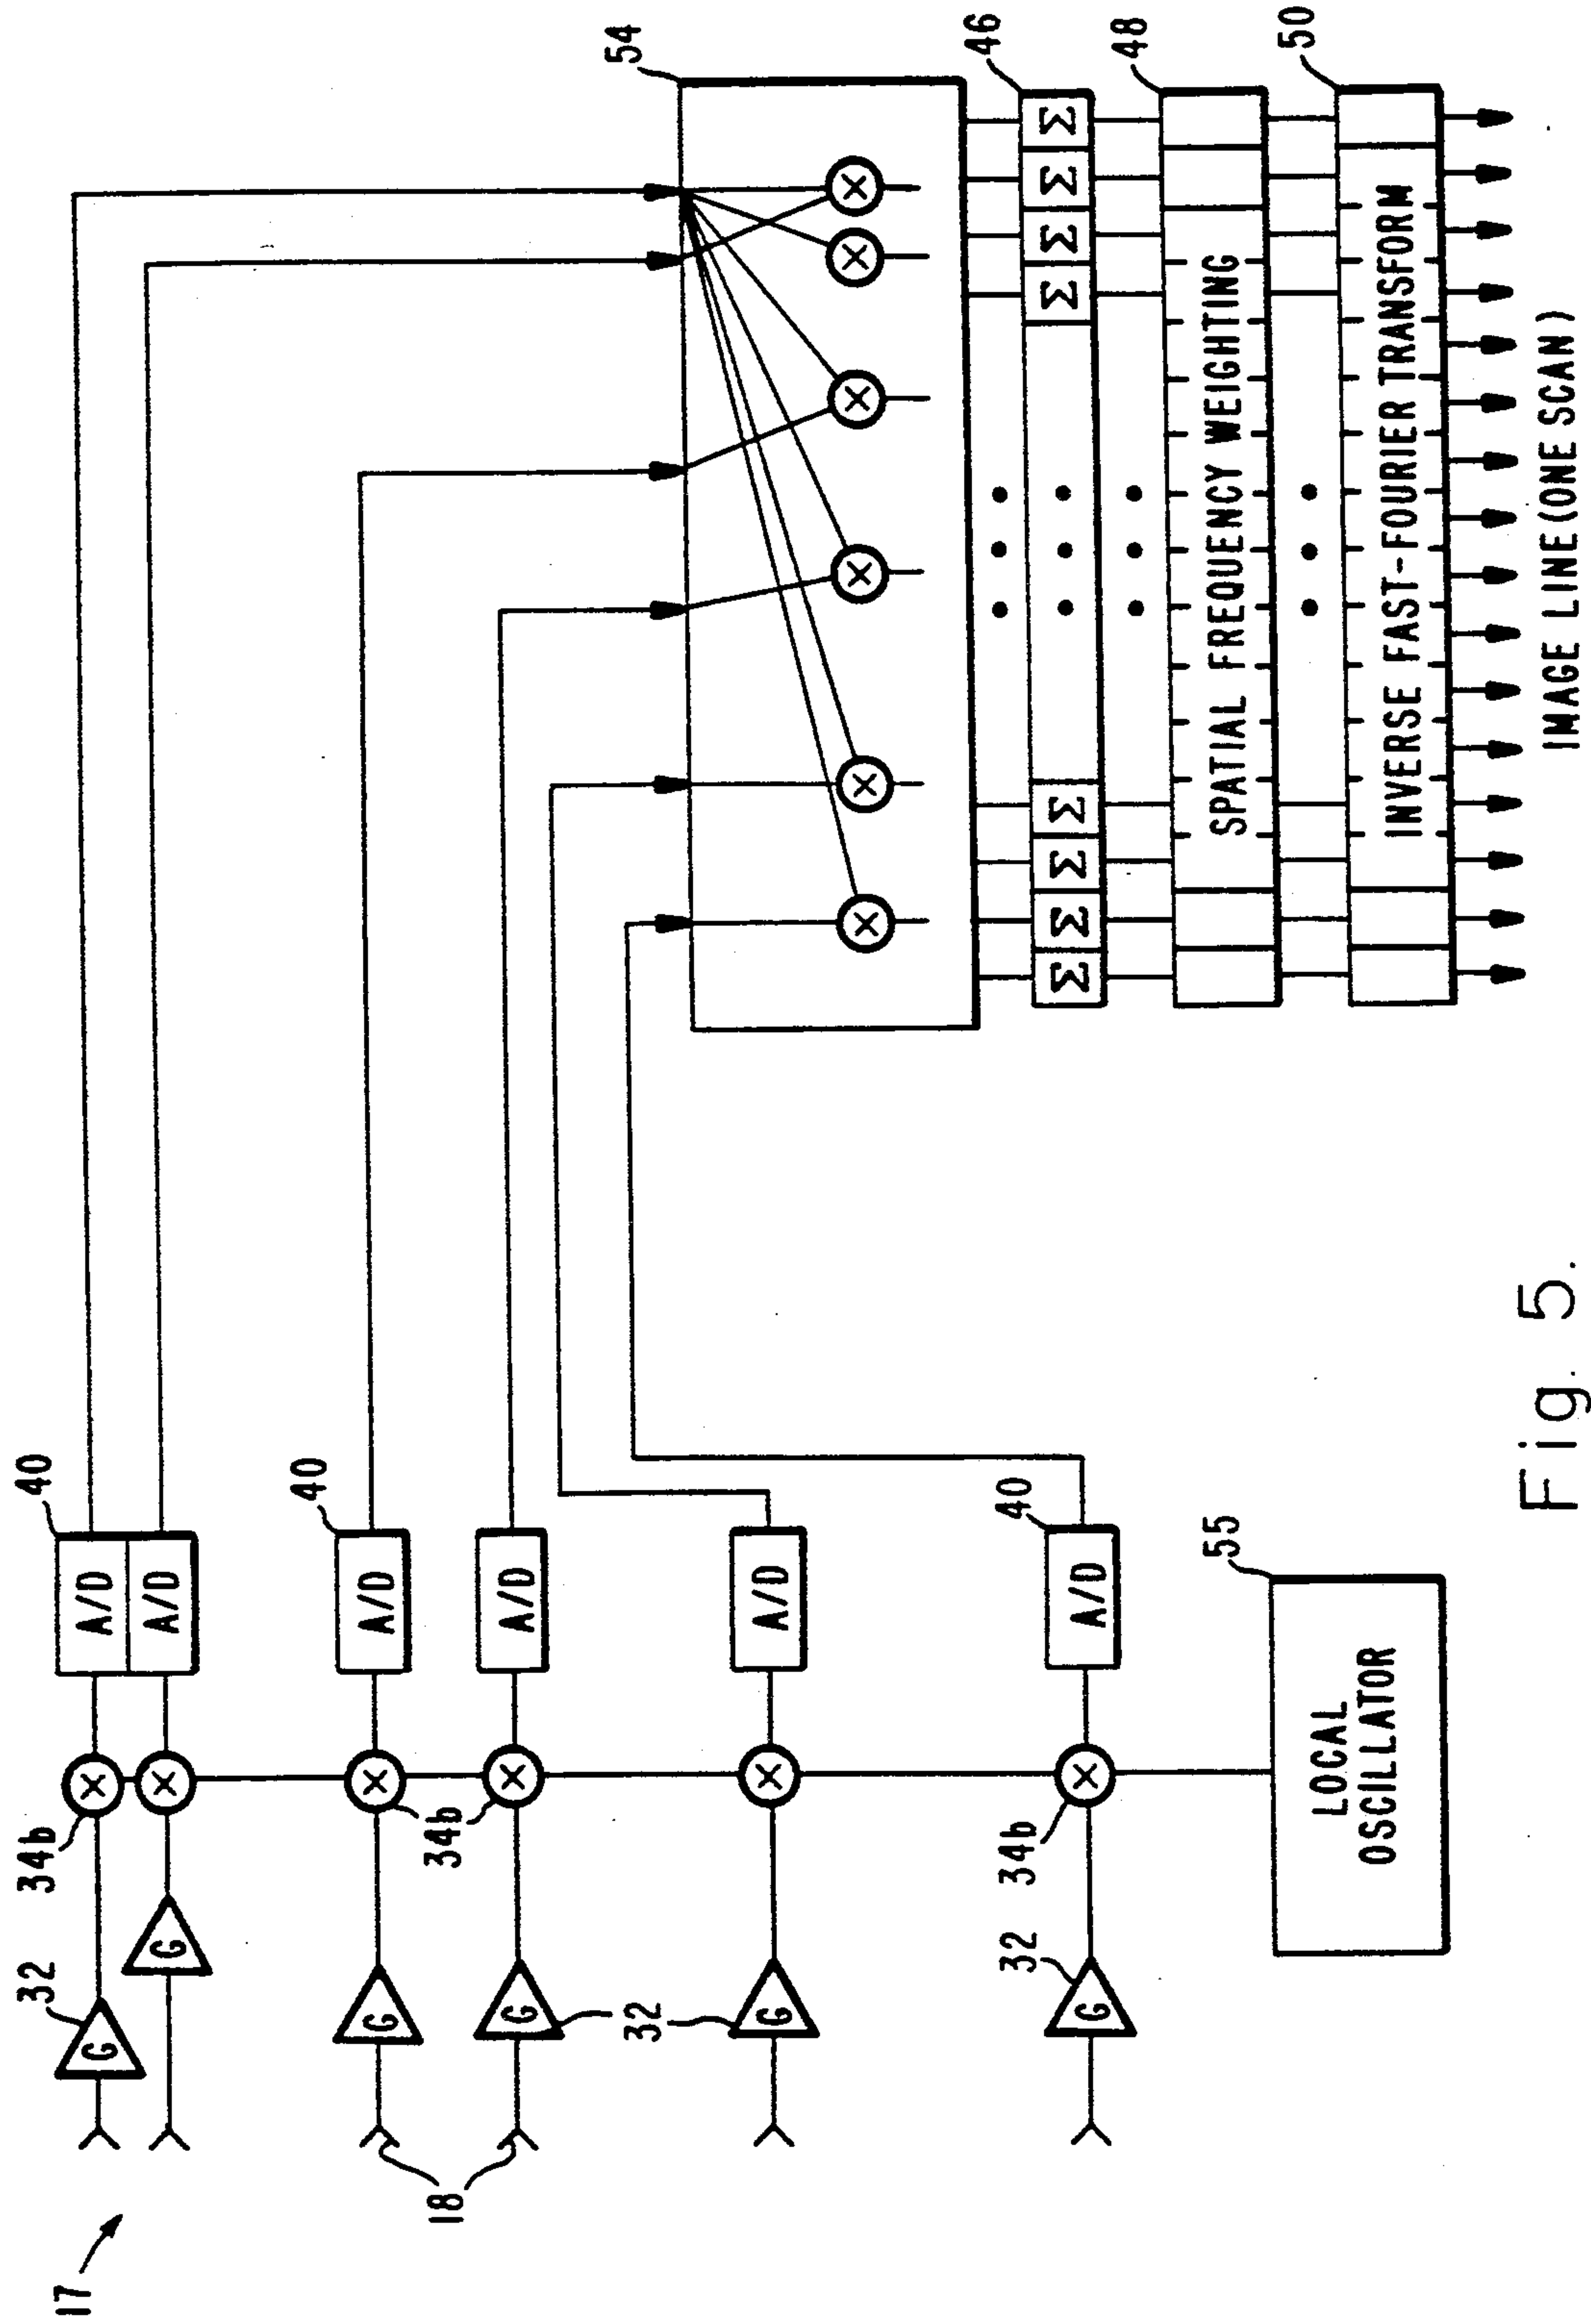 17
32
34b
40
G
×
A/D
G
×
A/D
40
G
×
A/D
18
34b
G
×
A/D
32
G
×
A/D
32
34b
40
G
×
A/D
55
LOCAL
OSCILLATOR
54
× × × × × ×
46
Σ Σ Σ Σ Σ Σ Σ Σ
48
SPATIAL FREQUENCY WEIGHTING
50
INVERSE FAST-FOURIER TRANSFORM
IMAGE LINE(ONE SCAN)
Fig. 5.